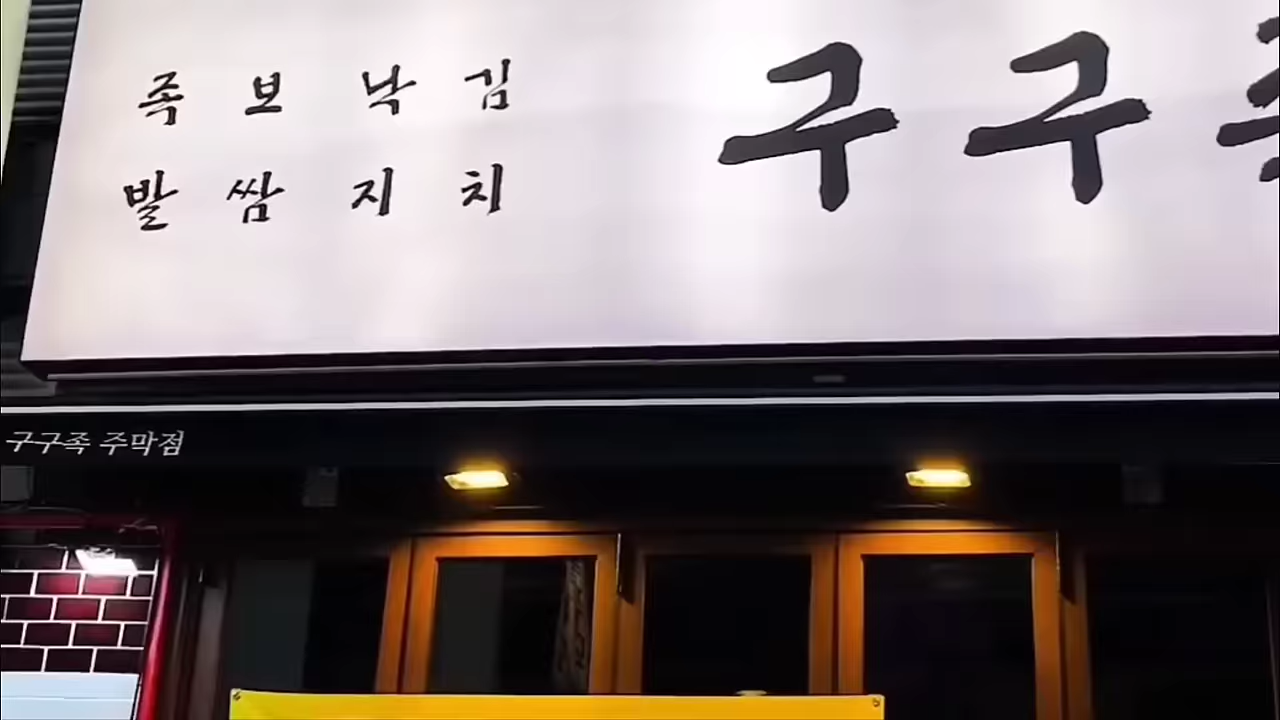 족 보 낙 김
발 쌈 지 치
구구족
구구족 주막점